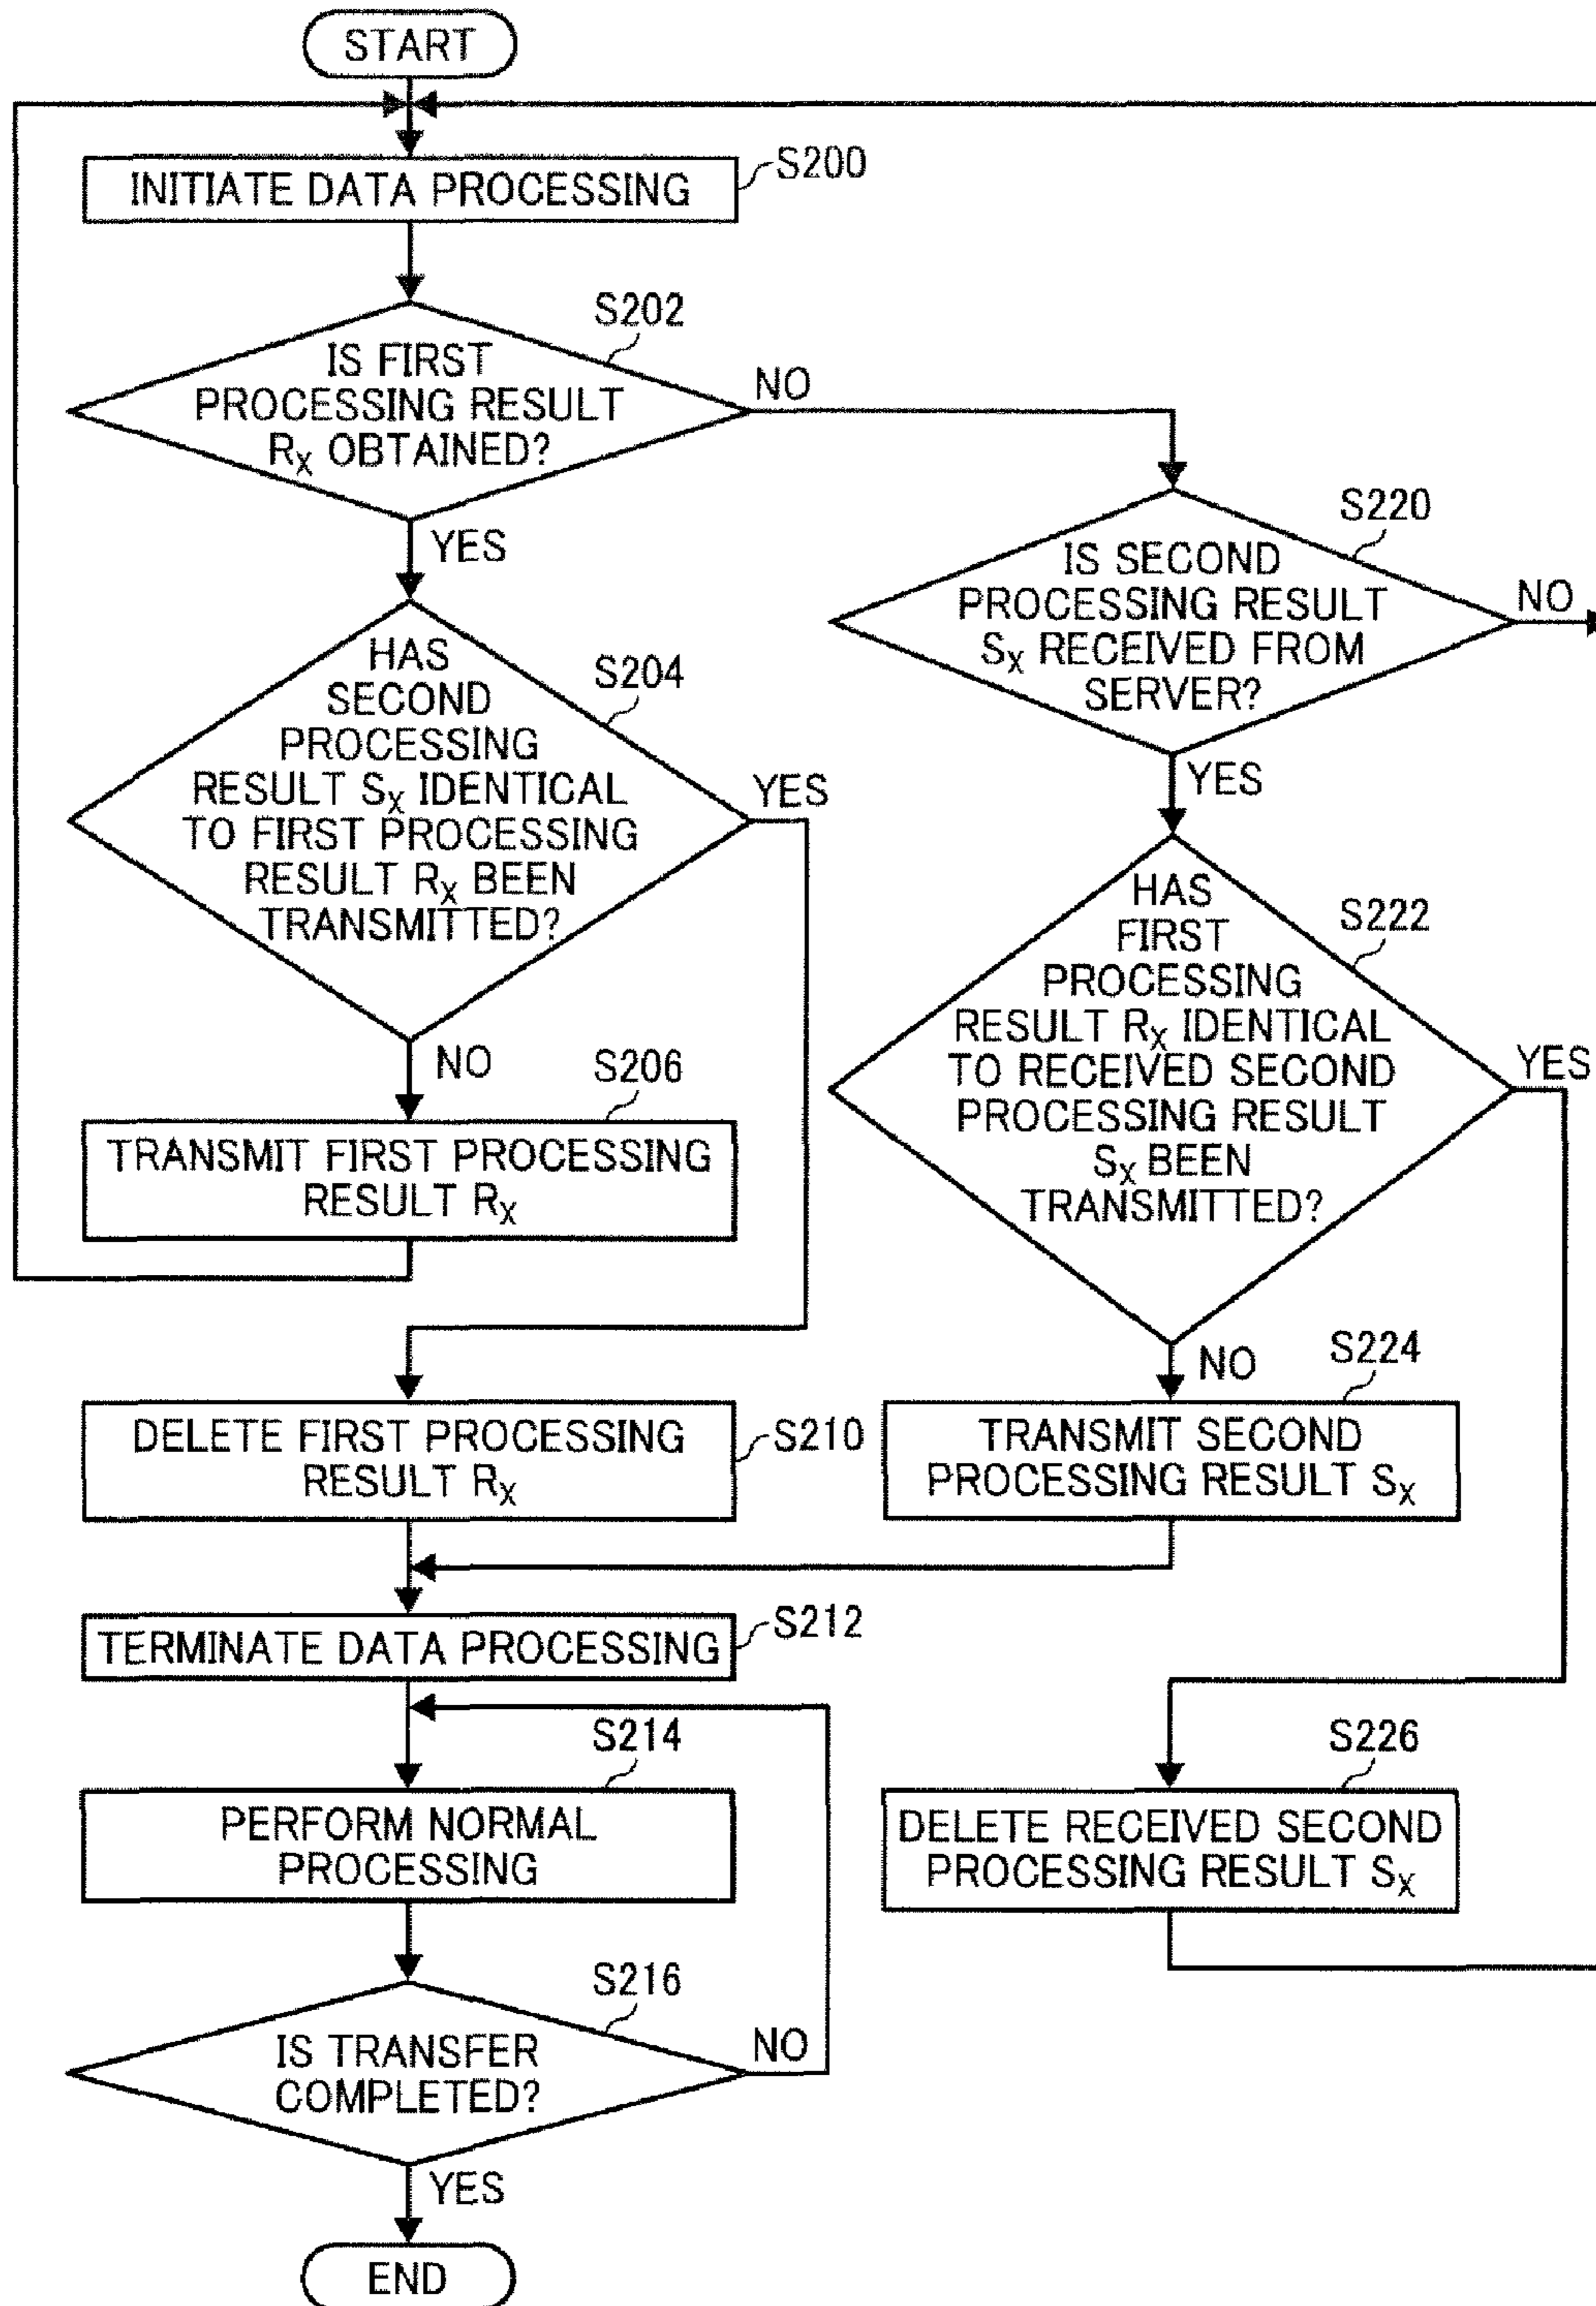 START
INITIATE DATA PROCESSING
S200
S202
IS FIRST
PROCESSING RESULT
RX OBTAINED?
NO
YES
S204
HAS
SECOND
PROCESSING
RESULT SX IDENTICAL
TO FIRST PROCESSING
RESULT RX BEEN
TRANSMITTED?
YES
NO
S206
TRANSMIT FIRST PROCESSING
RESULT RX
DELETE FIRST PROCESSING
RESULT RX
S210
TERMINATE DATA PROCESSING
S212
S214
PERFORM NORMAL
PROCESSING
S216
IS TRANSFER
COMPLETED?
NO
YES
END
S220
IS SECOND
PROCESSING RESULT
SX RECEIVED FROM
SERVER?
NO
YES
S222
HAS
FIRST
PROCESSING
RESULT RX IDENTICAL
TO RECEIVED SECOND
PROCESSING RESULT
SX BEEN
TRANSMITTED?
YES
NO
S224
TRANSMIT SECOND
PROCESSING RESULT SX
S226
DELETE RECEIVED SECOND
PROCESSING RESULT SX